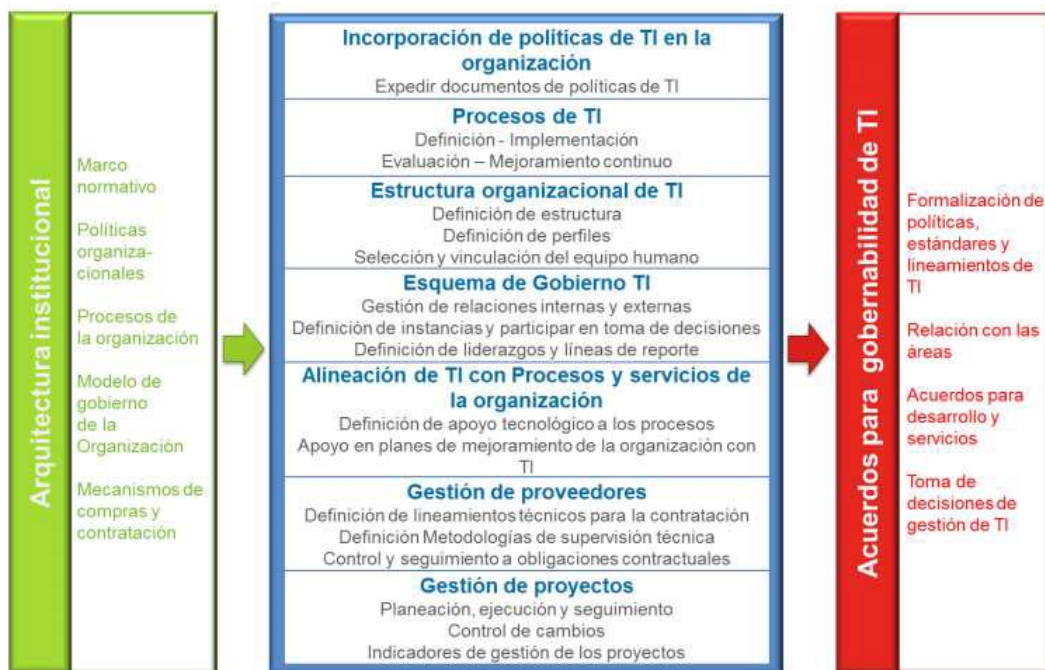 Arquitectura institucional
Marco
normativo
Políticas
organiza-
cionales
Procesos de
la organización
Modelo de
gobierno
de la
Organización
Mecanismos de
compras y
contratación
Incorporación de políticas de TI en la
organización
Expedir documentos de políticas de TI
Procesos de TI
Definición - Implementación
Evaluación – Mejoramiento continuo
Estructura organizacional de TI
Definición de estructura
Definición de perfiles
Selección y vinculación del equipo humano
Esquema de Gobierno TI
Gestión de relaciones internas y externas
Definición de instancias y participar en toma de decisiones
Definición de liderazgos y líneas de reporte
Alineación de TI con Procesos y servicios de
la organización
Definición de apoyo tecnológico a los procesos
Apoyo en planes de mejoramiento de la organización con
TI
Gestión de proveedores
Definición de lineamientos técnicos para la contratación
Definición Metodologías de supervisión técnica
Control y seguimiento a obligaciones contractuales
Gestión de proyectos
Planeación, ejecución y seguimiento
Control de cambios
Indicadores de gestión de los proyectos
Acuerdos para gobernabilidad de TI
Formalización de
políticas,
estándares y
lineamientos de
TI
Relación con las
áreas
Acuerdos para
desarrollo y
servicios
Toma de
decisiones de
gestión de TI